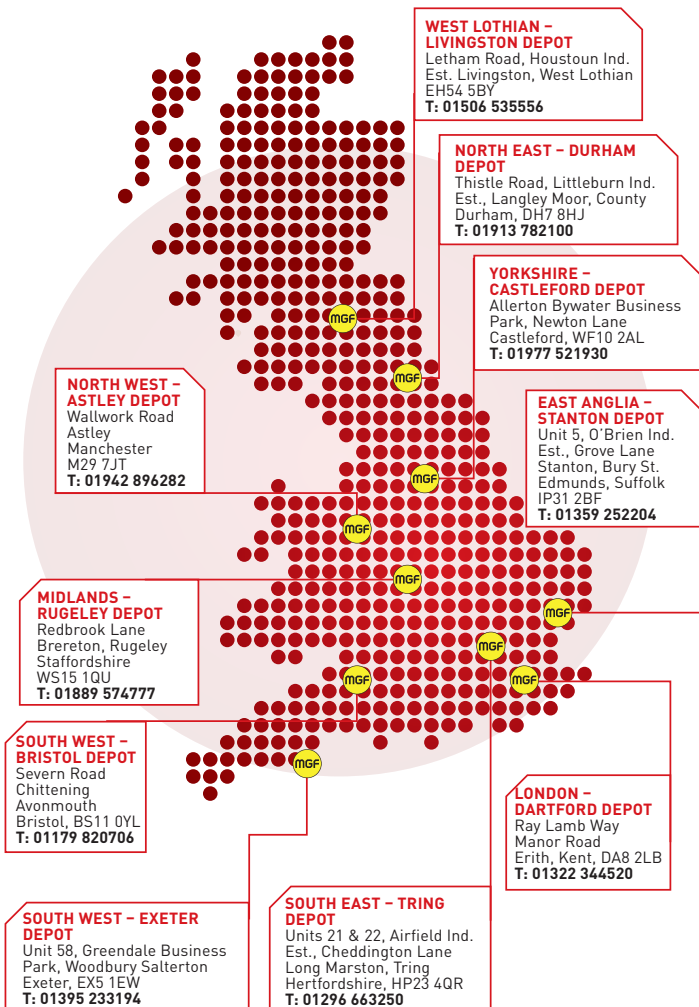 WEST LOTHIAN –
LIVINGSTON DEPOT
Letham Road, Houstoun Ind.
Est. Livingston, West Lothian
EH54 5BY
T: 01506 535556
NORTH EAST – DURHAM
DEPOT
Thistle Road, Littleburn Ind.
Est., Langley Moor, County
Durham, DH7 8HJ
T: 01913 782100
YORKSHIRE –
CASTLEFORD DEPOT
Allerton Bywater Business
Park, Newton Lane
Castleford, WF10 2AL
T: 01977 521930
NORTH WEST –
ASTLEY DEPOT
Wallwork Road
Astley
Manchester
M29 7JT
T: 01942 896282
EAST ANGLIA –
STANTON DEPOT
Unit 5, O'Brien Ind.
Est., Grove Lane
Stanton, Bury St.
Edmunds, Suffolk
IP31 2BF
T: 01359 252204
MIDLANDS –
RUGELEY DEPOT
Redbrook Lane
Brereton, Rugeley
Staffordshire
WS15 1QU
T: 01889 574777
SOUTH WEST –
BRISTOL DEPOT
Severn Road
Chittening
Avonmouth
Bristol, BS11 0YL
T: 01179 820706
LONDON –
DARTFORD DEPOT
Ray Lamb Way
Manor Road
Erith, Kent, DA8 2LB
T: 01322 344520
SOUTH WEST – EXETER
DEPOT
Unit 58, Greendale Business
Park, Woodbury Salterton
Exeter, EX5 1EW
T: 01395 233194
SOUTH EAST – TRING
DEPOT
Units 21 & 22, Airfield Ind.
Est., Cheddington Lane
Long Marston, Tring
Hertfordshire, HP23 4QR
T: 01296 663250
MGF
MGF
MGF
MGF
MGF
MGF
MGF
MGF
MGF
MGF